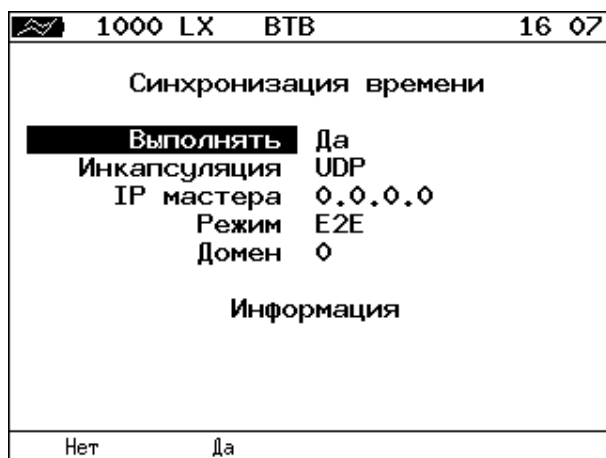 1000 LX BTB 16 07
Синхронизация времени
Выполнять Да
Инкапсуляция UDP
IP мастера 0.0.0.0
Режим E2E
Домен 0
Информация
Нет Да